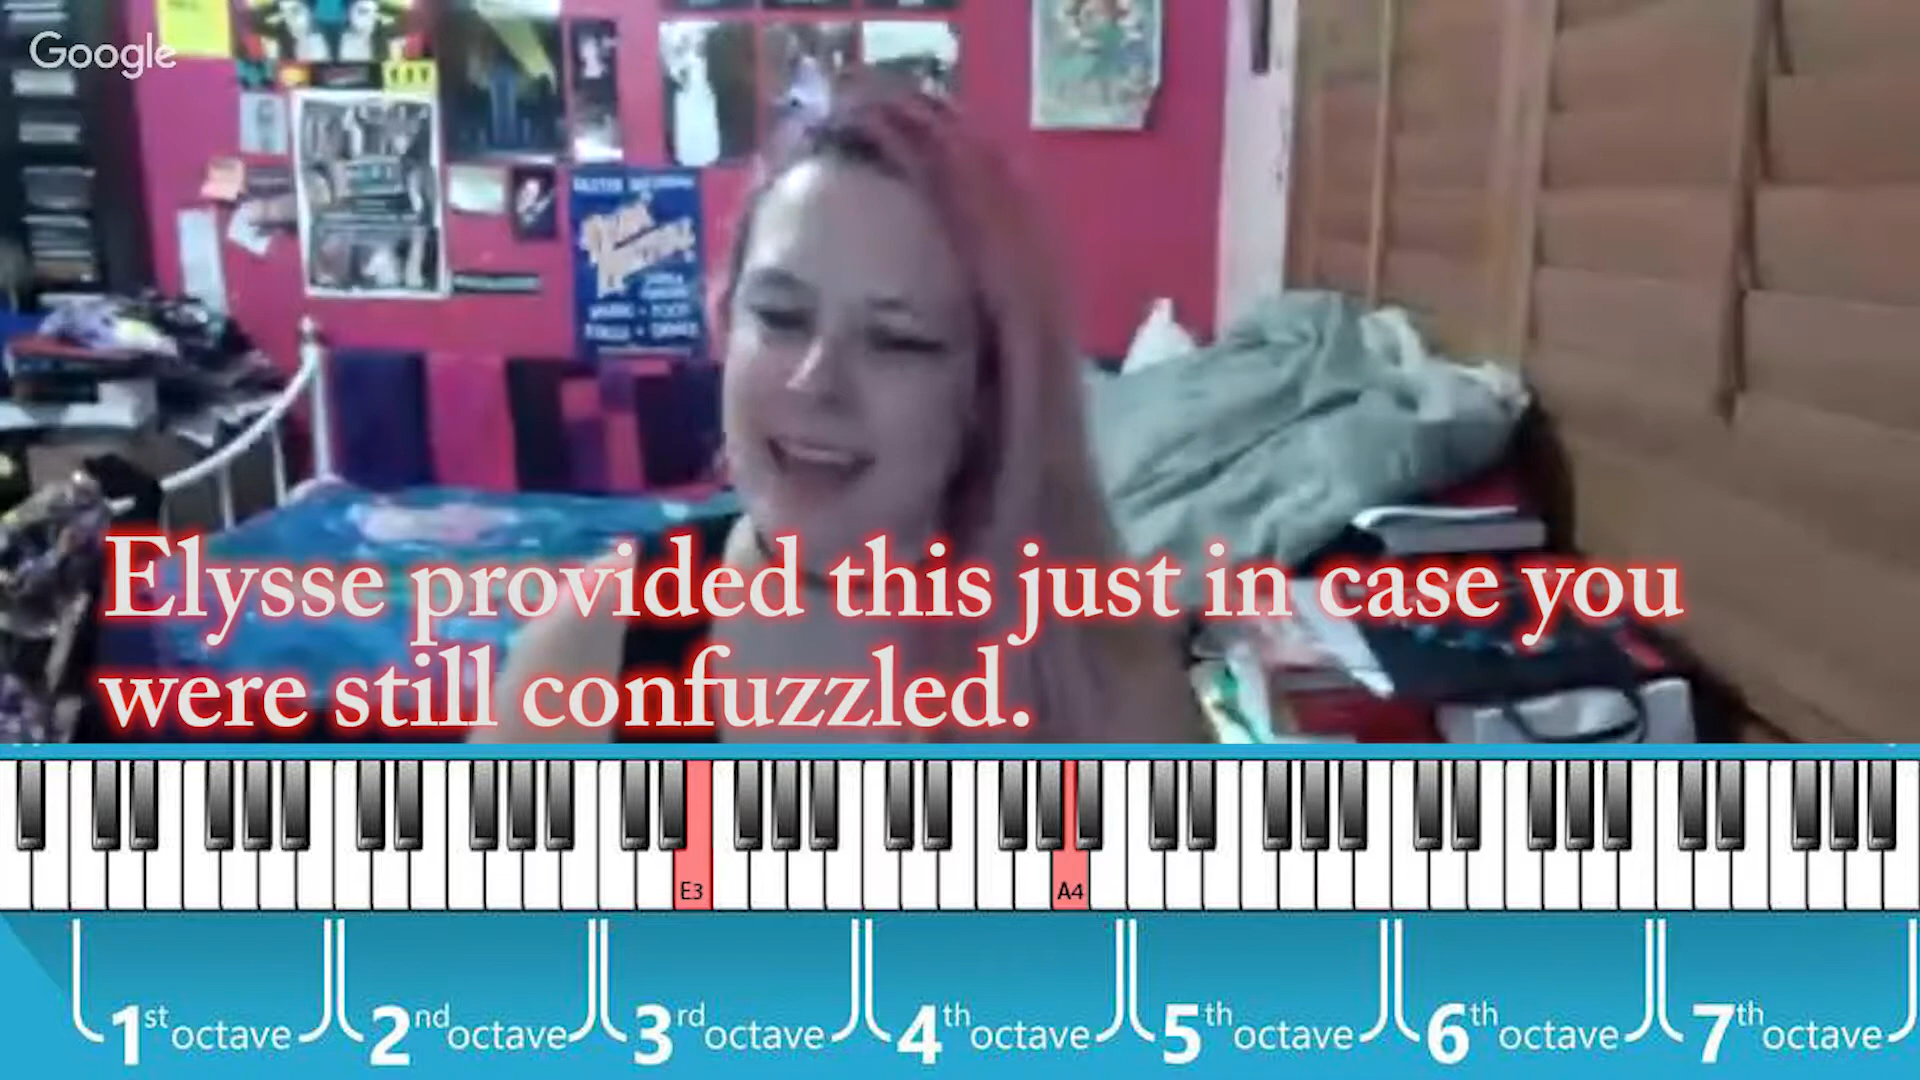 Google
Elysse provided this just in case you
were still confuzzled.
E3 A4
1st octave 2nd octave 3rd octave 4th octave 5th octave 6th octave 7th octave